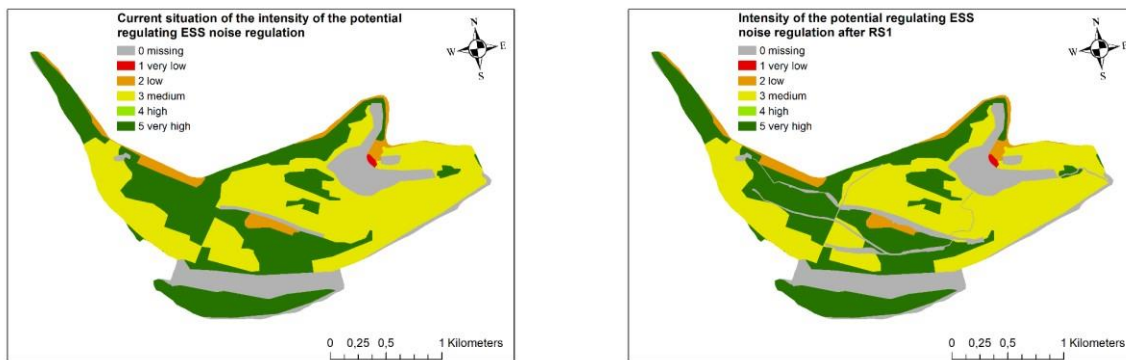 Current situation of the intensity of the potential
regulating ESS noise regulation
0 missing
1 very low
2 low
3 medium
4 high
5 very high
N
W
E
S
0 0,25 0,5 1 Kilometers
Intensity of the potential regulating ESS
noise regulation after RS1
0 missing
1 very low
2 low
3 medium
4 high
5 very high
N
W
E
S
0 0,25 0,5 1 Kilometers